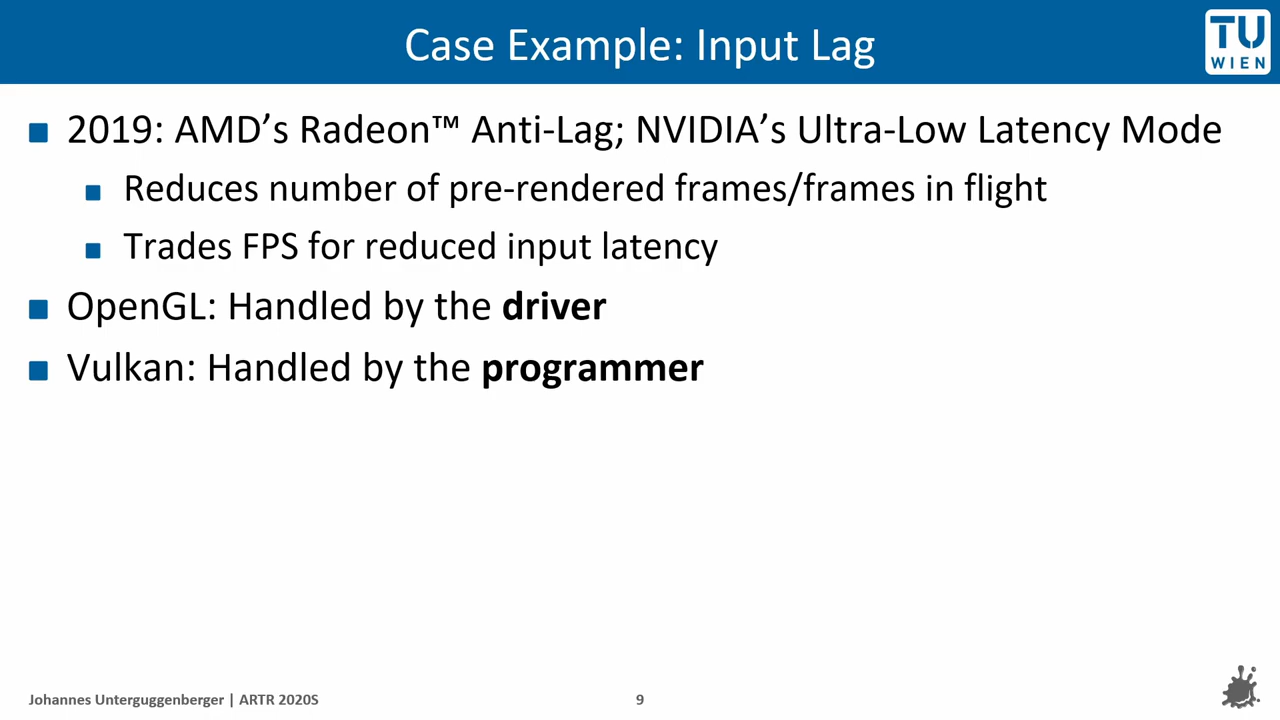 Case Example: Input Lag
TU
WIEN
2019: AMD’s Radeon™ Anti-Lag; NVIDIA’s Ultra-Low Latency Mode
Reduces number of pre-rendered frames/frames in flight
Trades FPS for reduced input latency
OpenGL: Handled by the driver
Vulkan: Handled by the programmer
Johannes Unterguggenberger | ARTR 2020S
9